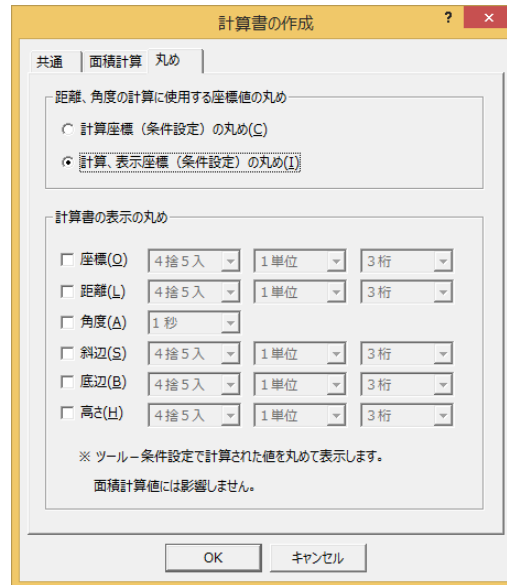 計算書の作成
? ×
共通 面積計算 丸め
距離、角度の計算に使用する座標値の丸め
計算座標（条件設定）の丸め(C)
計算、表示座標（条件設定）の丸め(I)
計算書の表示の丸め
座標(O) ４捨５入 １単位 ３桁
距離(L) ４捨５入 １単位 ３桁
角度(A) １秒
斜辺(S) ４捨５入 １単位 ３桁
底辺(B) ４捨５入 １単位 ３桁
高さ(H) ４捨５入 １単位 ３桁
※ ツール－条件設定で計算された値を丸めて表示します。
面積計算値には影響しません。
OK キャンセル